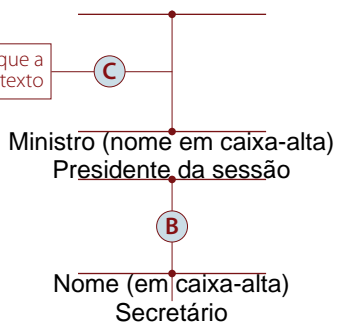 que a
texto
C
Ministro (nome em caixa-alta)
Presidente da sessão
B
Nome (em caixa-alta)
Secretário